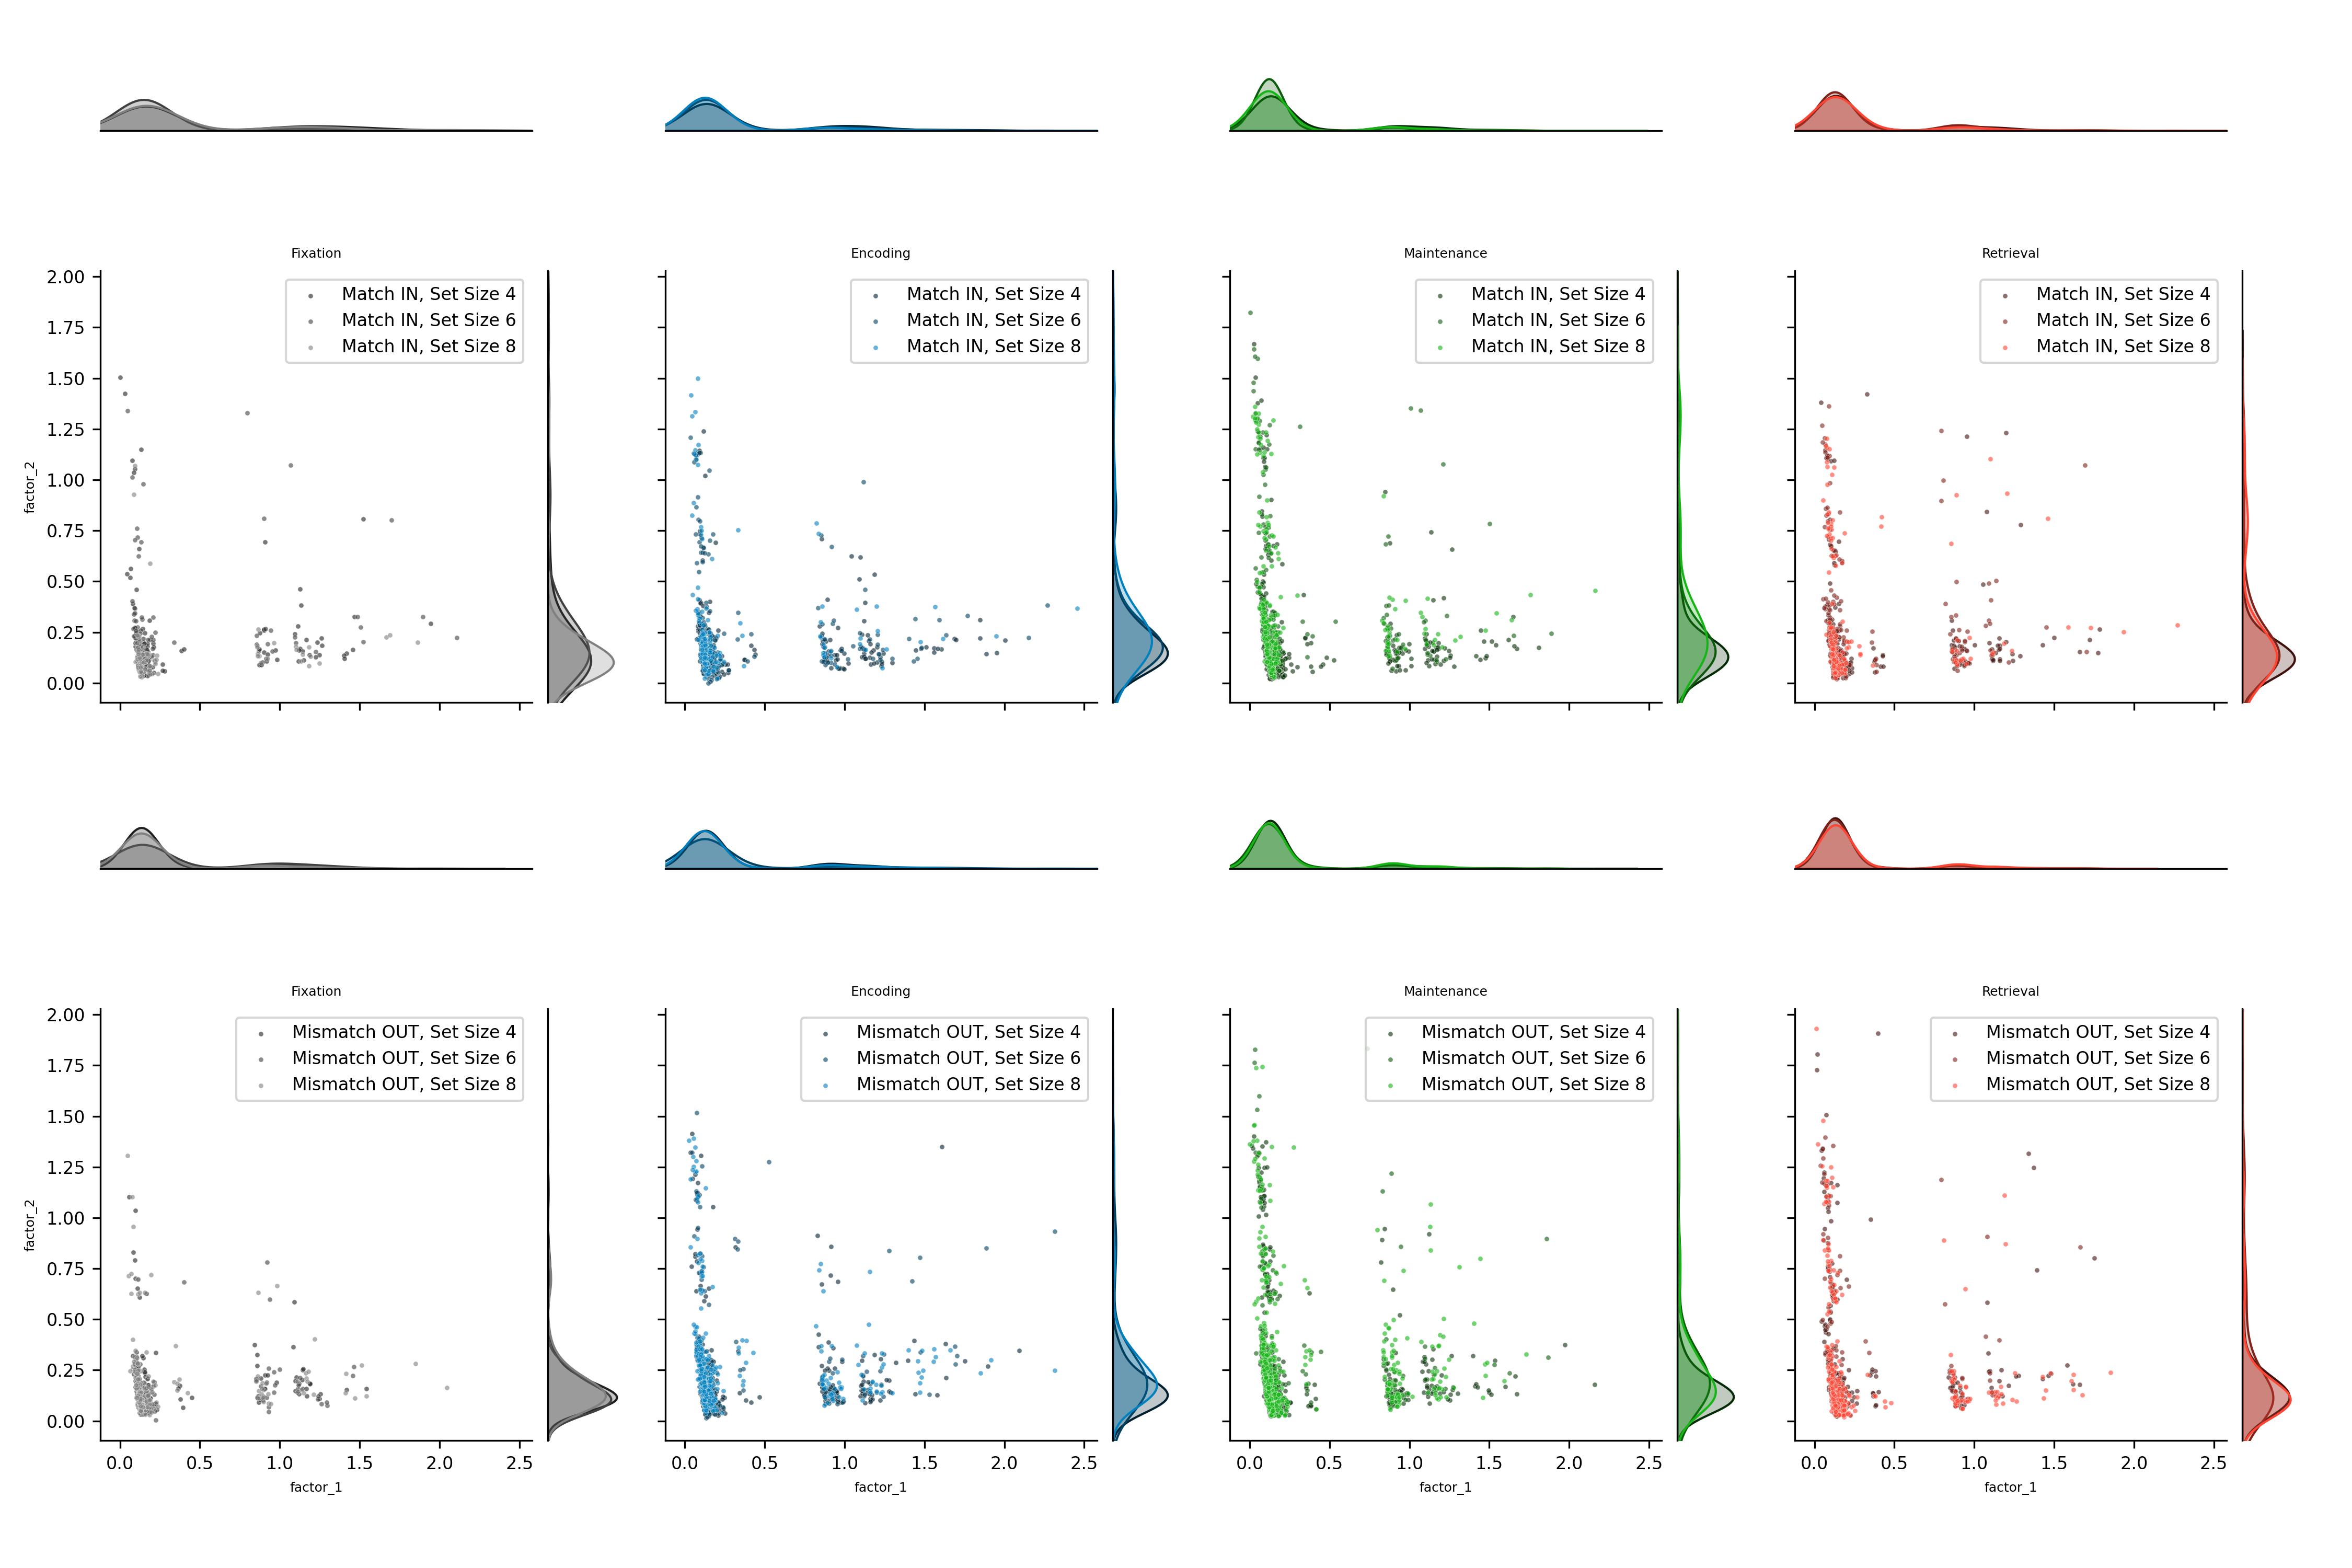 Fixation
Encoding
Maintenance
Retrieval
2.00
1.75
1.50
1.25
1.00
0.75
0.50
0.25
0.00
factor_2
Match IN, Set Size 4
Match IN, Set Size 6
Match IN, Set Size 8
Match IN, Set Size 4
Match IN, Set Size 6
Match IN, Set Size 8
Match IN, Set Size 4
Match IN, Set Size 6
Match IN, Set Size 8
Match IN, Set Size 4
Match IN, Set Size 6
Match IN, Set Size 8
Fixation
Encoding
Maintenance
Retrieval
2.00
1.75
1.50
1.25
1.00
0.75
0.50
0.25
0.00
factor_2
Mismatch OUT, Set Size 4
Mismatch OUT, Set Size 6
Mismatch OUT, Set Size 8
Mismatch OUT, Set Size 4
Mismatch OUT, Set Size 6
Mismatch OUT, Set Size 8
Mismatch OUT, Set Size 4
Mismatch OUT, Set Size 6
Mismatch OUT, Set Size 8
Mismatch OUT, Set Size 4
Mismatch OUT, Set Size 6
Mismatch OUT, Set Size 8
0.0 0.5 1.0 1.5 2.0 2.5
0.0 0.5 1.0 1.5 2.0 2.5
0.0 0.5 1.0 1.5 2.0 2.5
0.0 0.5 1.0 1.5 2.0 2.5
factor_1
factor_1
factor_1
factor_1